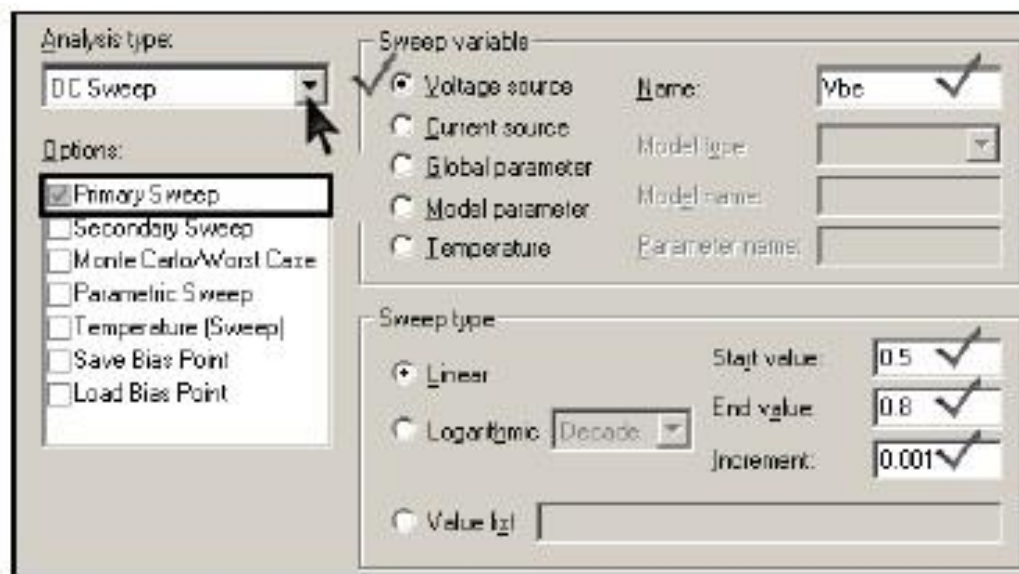 Analysis type:
DC Sweep
Options:
Primary Sweep
Secondary Sweep
Monte Carlo/Worst Case
Parametric Sweep
Temperature (Sweep)
Save Bias Point
Load Bias Point
Sweep variable
Voltage source
Current source
Global parameter
Model parameter
Temperature
Name: Vbe
Model type:
Model name:
Parameter name:
Sweep type
Linear
Logarithmic Decade
Value list
Start value: 0.5
End value: 0.8
Increment: 0.001